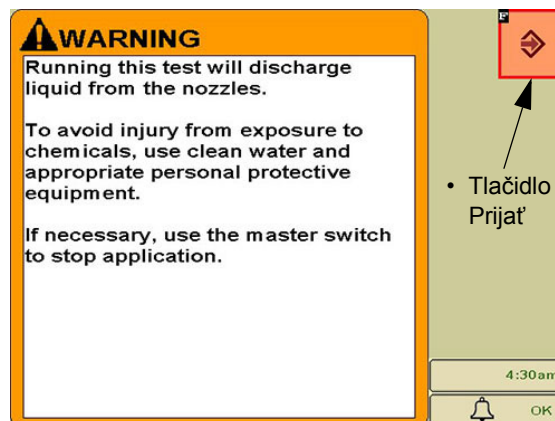 WARNING
Running this test will discharge
liquid from the nozzles.
To avoid injury from exposure to
chemicals, use clean water and
appropriate personal protective
equipment.
If necessary, use the master switch
to stop application.
F
• Tlačidlo
Prijať
4:30am
OK